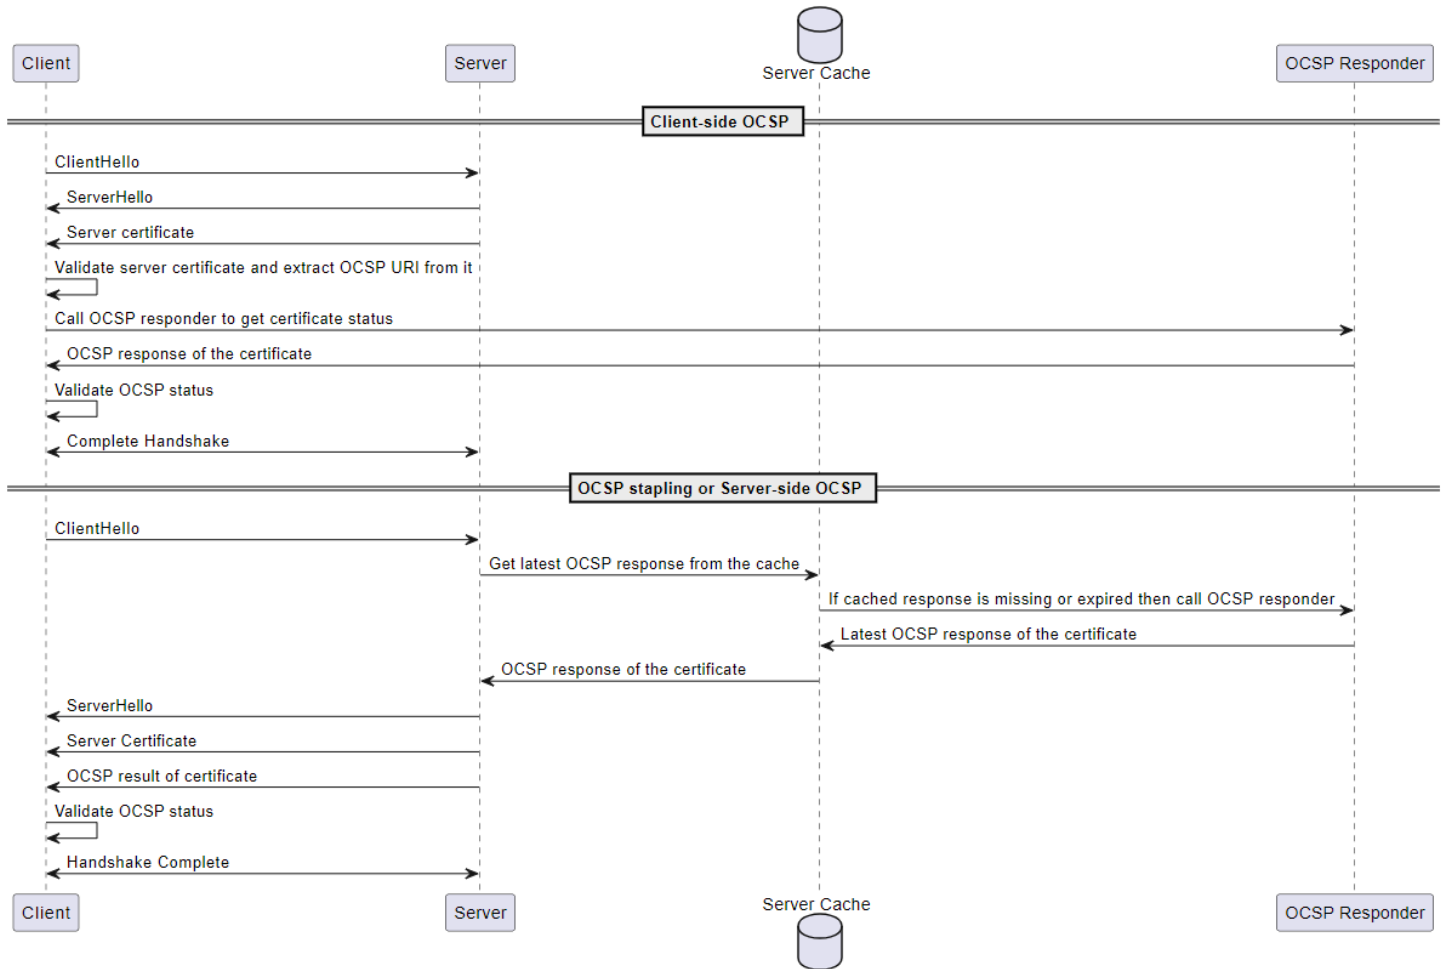 Client
Server
Server Cache
OCSP Responder
Client-side OCSP
ClientHello
ServerHello
Server certificate
Validate server certificate and extract OCSP URI from it
Call OCSP responder to get certificate status
OCSP response of the certificate
Validate OCSP status
Complete Handshake
OCSP stapling or Server-side OCSP
ClientHello
Get latest OCSP response from the cache
If cached response is missing or expired then call OCSP responder
Latest OCSP response of the certificate
OCSP response of the certificate
ServerHello
Server Certificate
OCSP result of certificate
Validate OCSP status
Handshake Complete
Client
Server
Server Cache
OCSP Responder